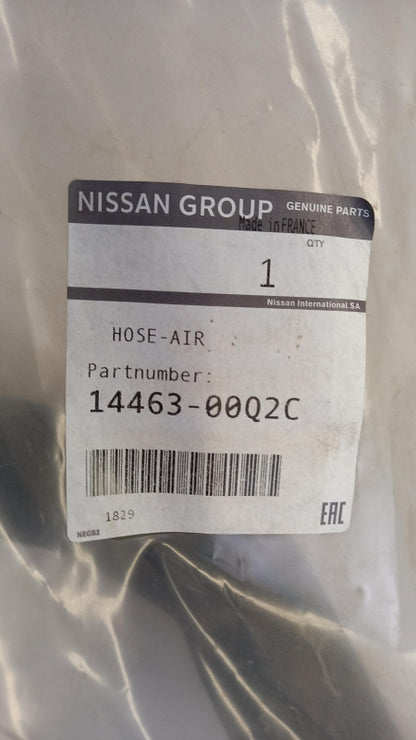 NISSAN GROUP GENUINE PARTS
Made in FRANCE
QTY
1
Nissan International SA
HOSE-AIR
Partnumber:
14463-00Q2C
1829
EAC
NEGB2